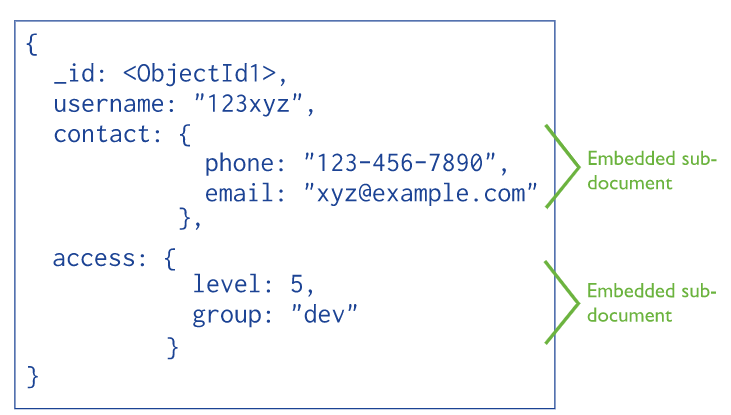 {
_id: <ObjectId1>,
username: "123xyz",
contact: {
phone: "123-456-7890",
email: "xyz@example.com"
},
access: {
level: 5,
group: "dev"
}
}
Embedded sub-
document
Embedded sub-
document